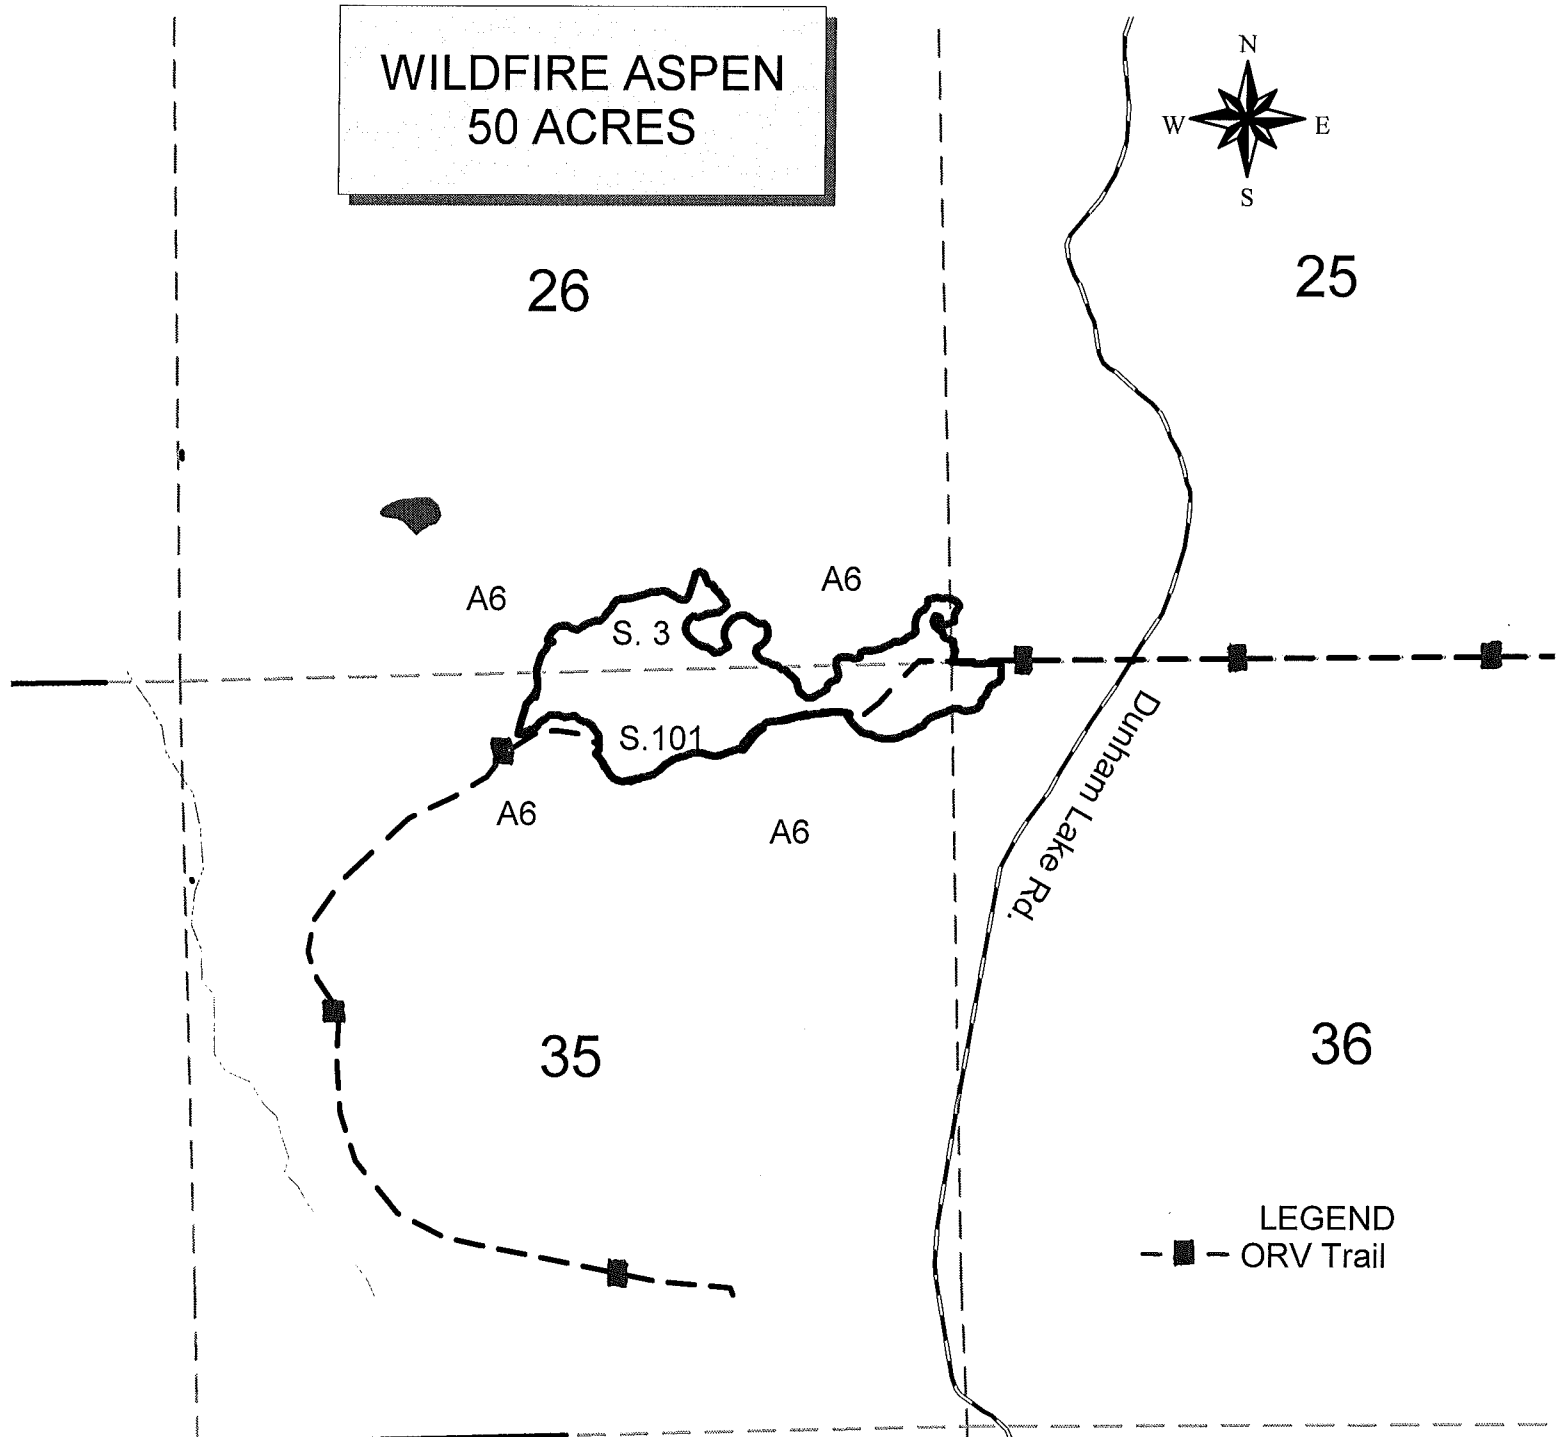 WILDFIRE ASPEN
50 ACRES
N
W E
S
26
25
A6
A6
S. 3
S.101
A6
A6
Dunham Lake Rd.
35
36
LEGEND
ORV Trail